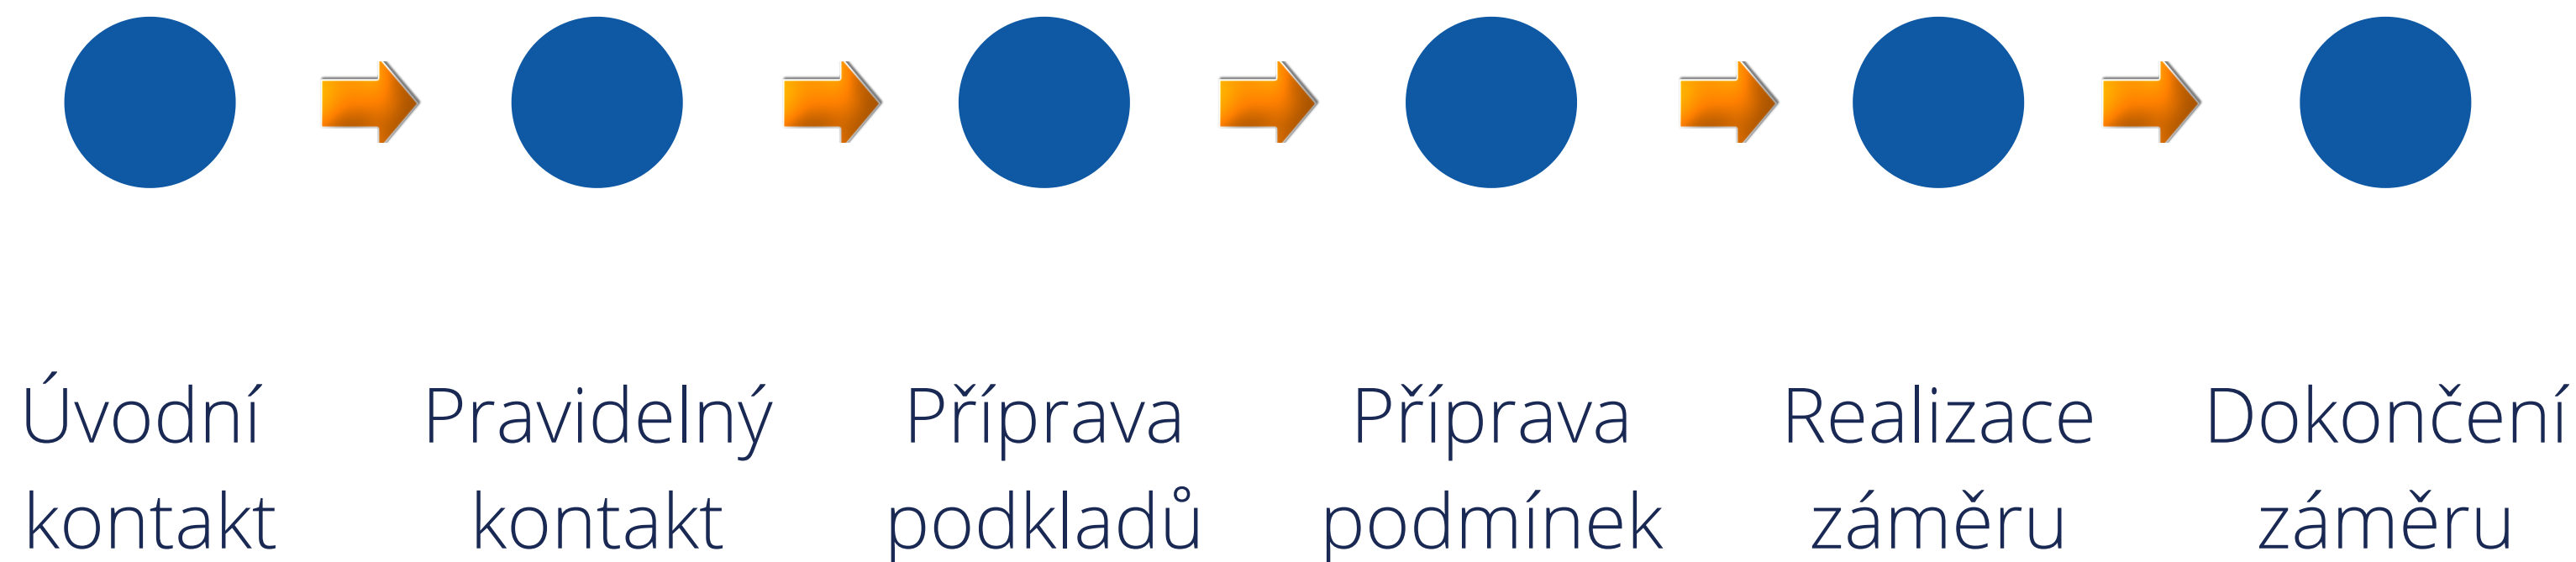 Úvodní
kontakt
Pravidelný
kontakt
Příprava
podkladů
Příprava
podmínek
Realizace
záměru
Dokončení
záměru